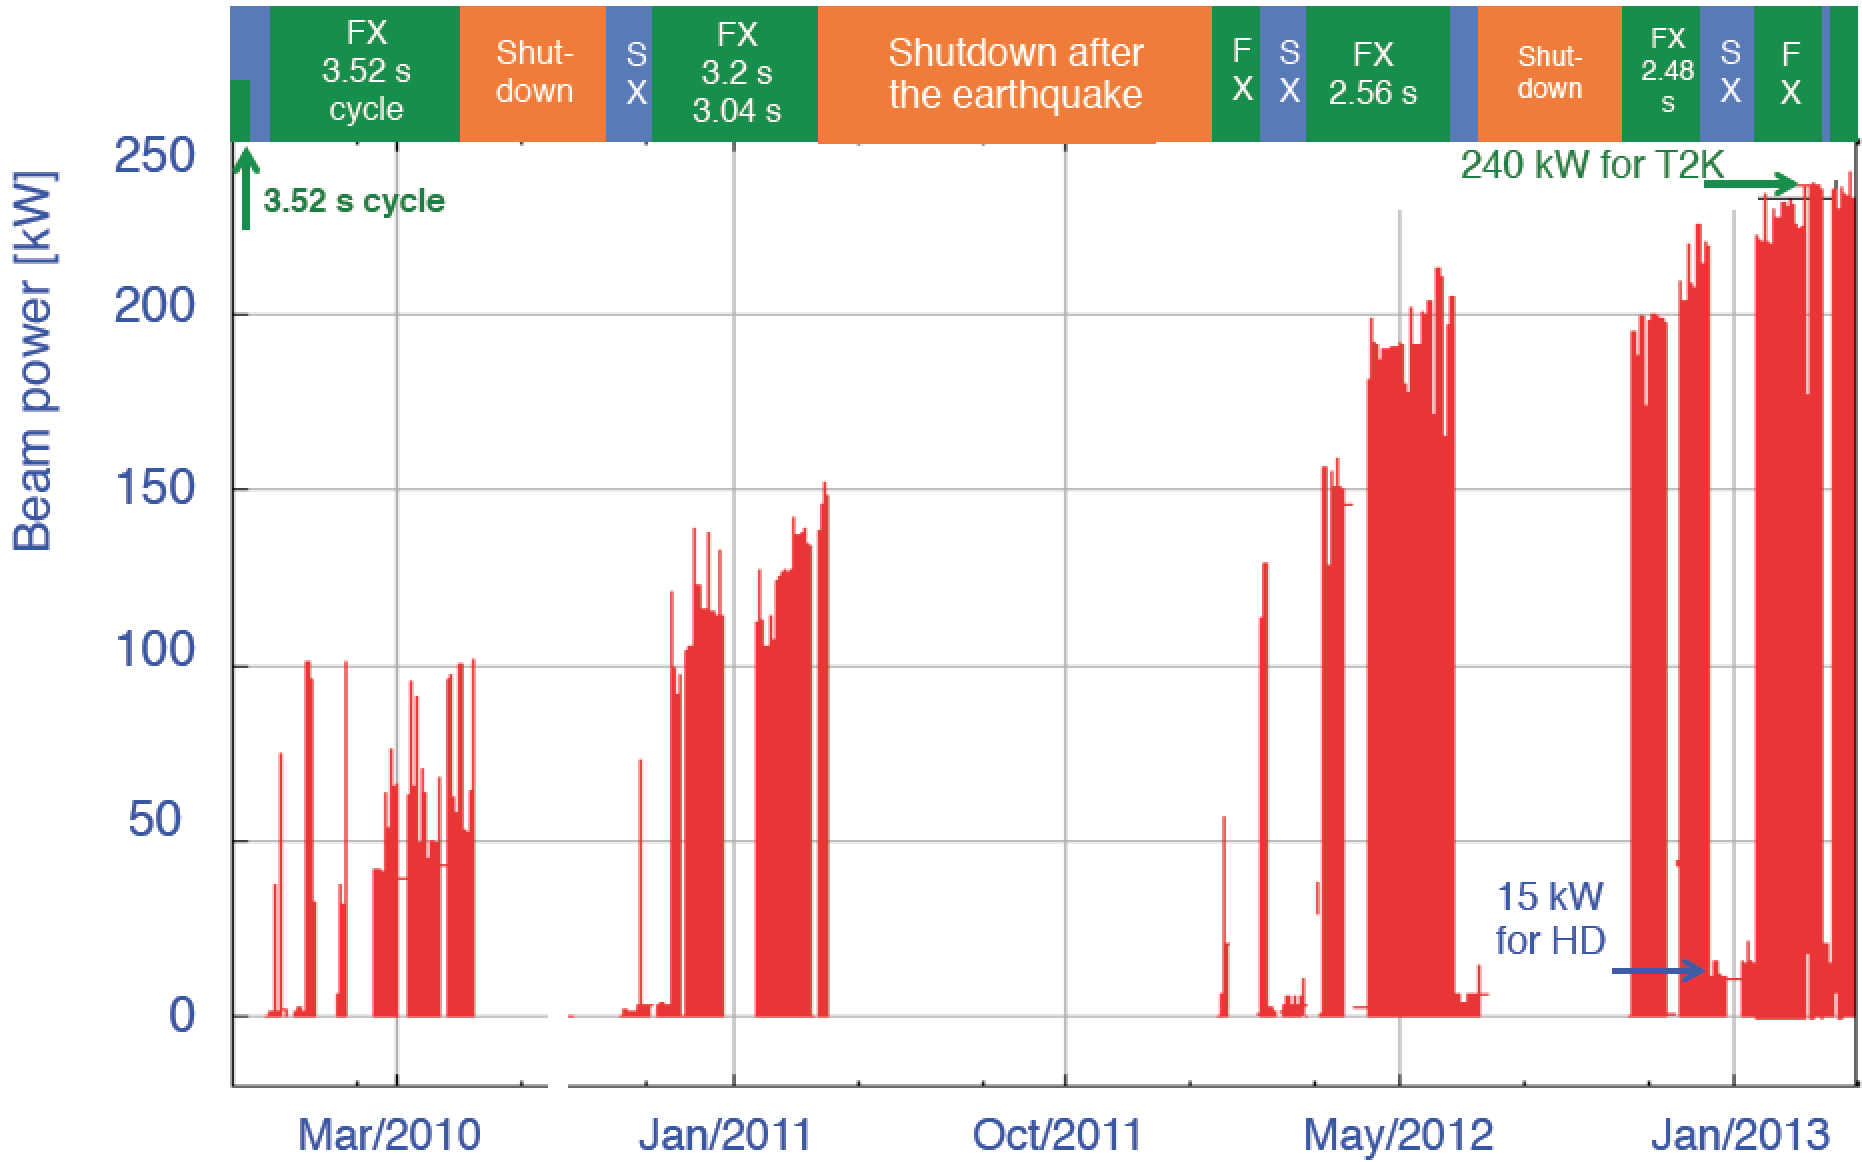 FX
3.52 s
cycle
Shut-
down
S
X
FX
3.2 s
3.04 s
Shutdown after
the earthquake
F
X
S
X
FX
2.56 s
Shut-
down
FX
2.48
s
S
X
F
X
250
200
150
100
50
0
Beam power [kW]
3.52 s cycle
240 kW for T2K
15 kW
for HD
Mar/2010
Jan/2011
Oct/2011
May/2012
Jan/2013